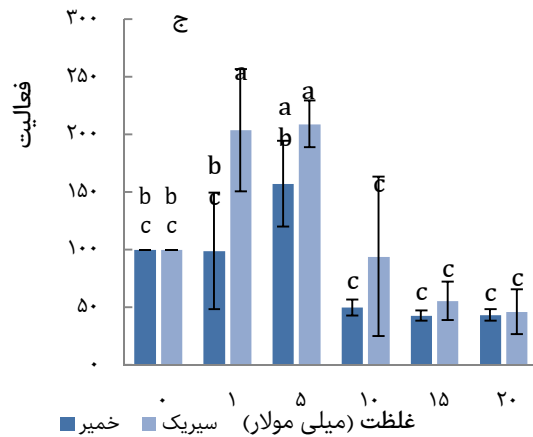 ج
۳۰۰
۲۵۰
۲۰۰
۱۵۰
۱۰۰
۵۰
۰
فعالیت
b b
c c
b
c
a
a
b
a
c
c
c
c
c
c
۰ ۱ ۵ ۱۰ ۱۵ ۲۰
غلظت (میلی مولار)
سیریک
خمیر